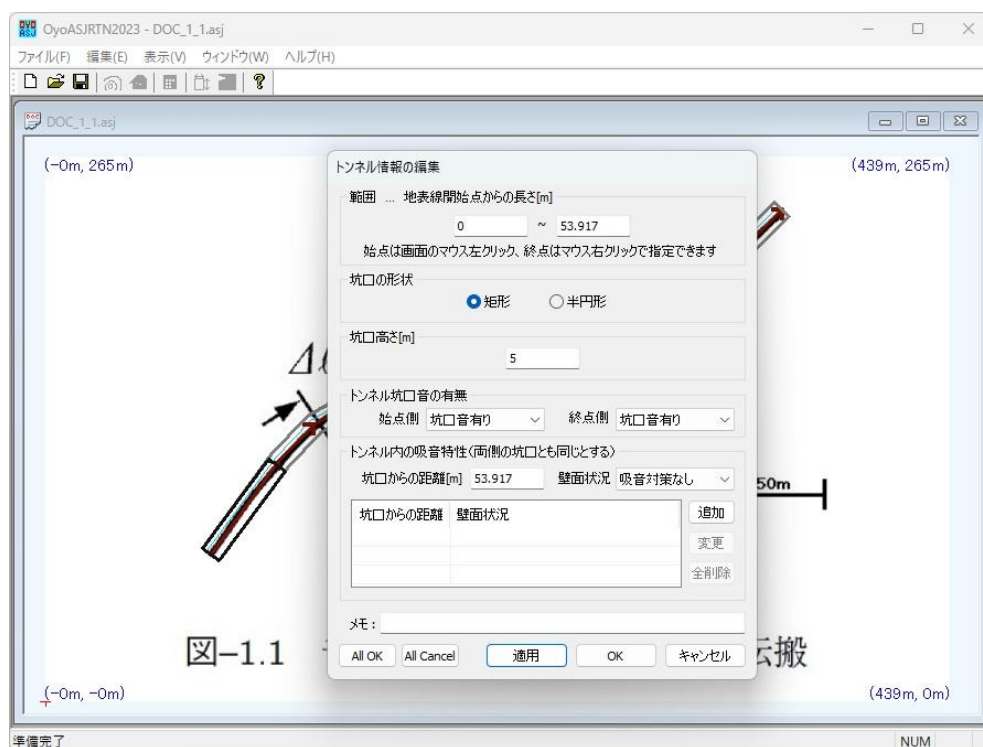 OyoASJRTN2023 - DOC_1_1.asj
ファイル(F) 編集(E) 表示(V) ウィンドウ(W) ヘルプ(H)
DOC_1_1.asj
(-0m, 265m)
(439m, 265m)
トンネル情報の編集
範囲 ... 地表線開始点からの長さ[m]
0 ~ 53.917
始点は画面のマウス左クリック、終点はマウス右クリックで指定できます
坑口の形状
矩形 半円形
坑口高さ[m]
5
トンネル坑口音の有無
始点側 坑口音有り 終点側 坑口音有り
トンネル内の吸音特性(両側の坑口とも同じとする)
坑口からの距離[m] 53.917 壁面状況 吸音対策なし
坑口からの距離 壁面状況
追加
変更
全削除
メモ:
All OK All Cancel 適用 OK キャンセル
Δ
50m
図-1.1
伝搬
(-0m, -0m)
(439m, 0m)
準備完了
NUM